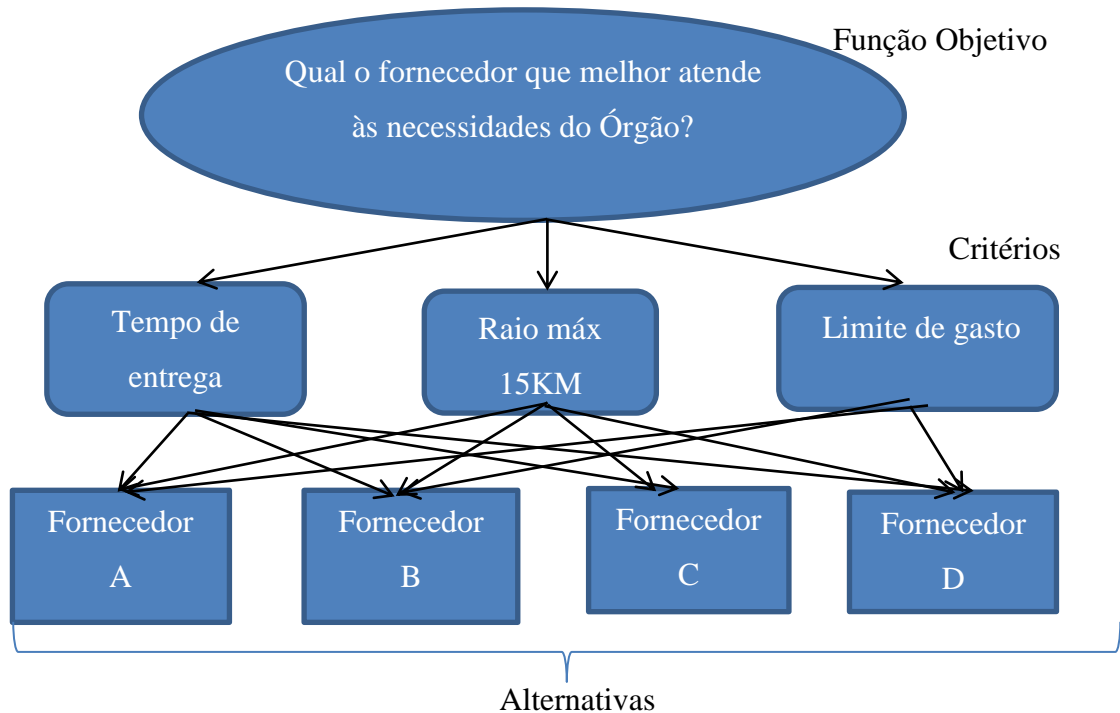 Função Objetivo
Qual o fornecedor que melhor atende
às necessidades do Órgão?
Critérios
Tempo de
entrega
Raio máx
15KM
Limite de gasto
Fornecedor
A
Fornecedor
B
Fornecedor
C
Fornecedor
D
Alternativas